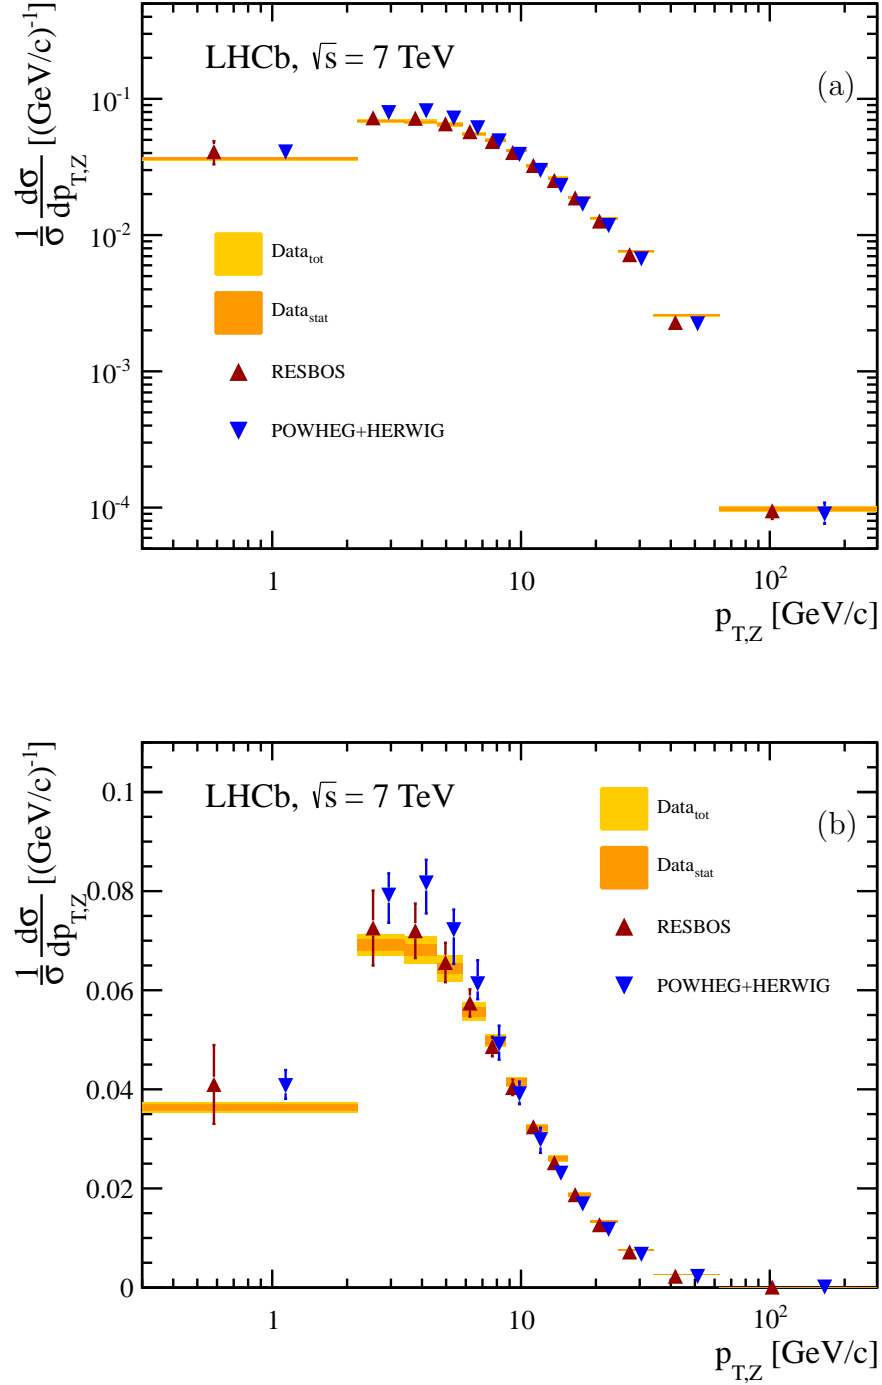 LHCb, √s = 7 TeV
(a)
1/σ dσ/dp_T,Z [(GeV/c)^-1]
10^-1
10^-2
10^-3
10^-4
Data_tot
Data_stat
RESBOS
POWHEG+HERWIG
1 10 10^2
p_T,Z [GeV/c]
LHCb, √s = 7 TeV
(b)
1/σ dσ/dp_T,Z [(GeV/c)^-1]
0.1
0.08
0.06
0.04
0.02
0
Data_tot
Data_stat
RESBOS
POWHEG+HERWIG
1 10 10^2
p_T,Z [GeV/c]